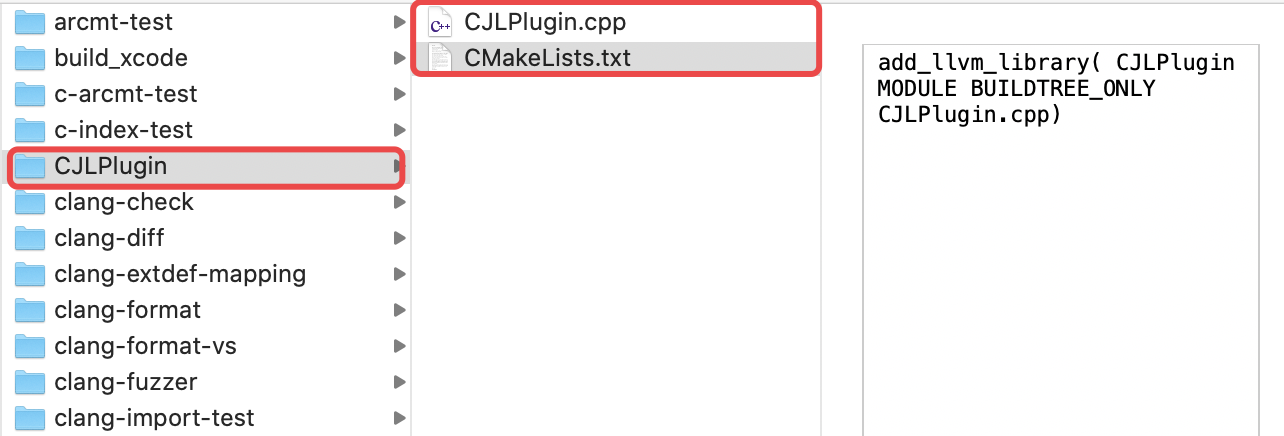 arcmt-test
build_xcode
c-arcmt-test
c-index-test
CJLPlugin
clang-check
clang-diff
clang-extdef-mapping
clang-format
clang-format-vs
clang-fuzzer
clang-import-test
C++
CJLPlugin.cpp
CMakeLists.txt
add_llvm_library( CJLPlugin
MODULE BUILDTREE_ONLY
CJLPlugin.cpp)